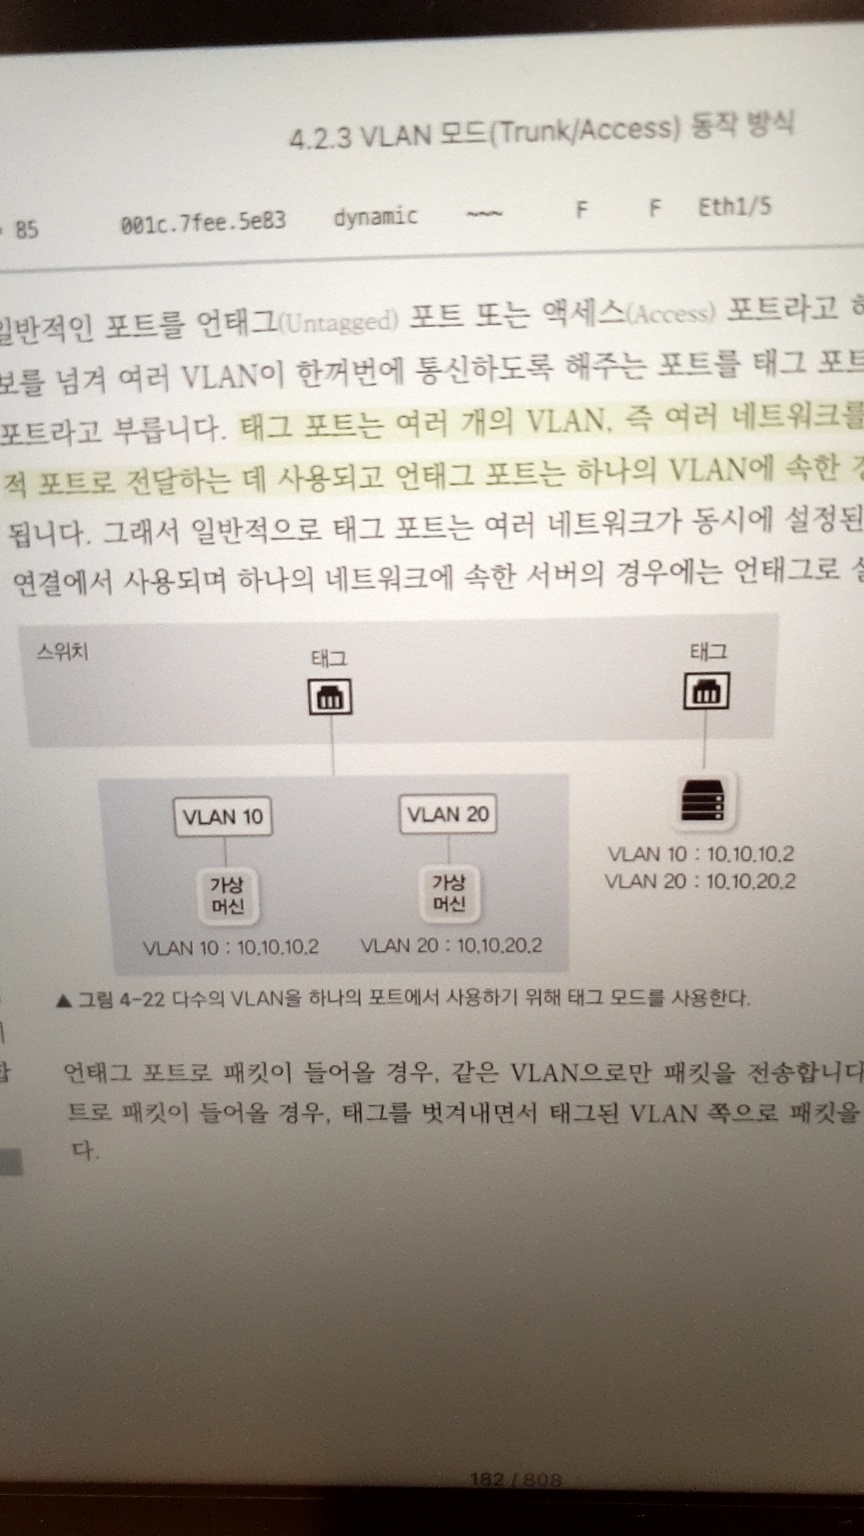 4.2.3 VLAN 모드(Trunk/Access) 동작 방식
85 001c.7fee.5e83 dynamic ~~~ F F Eth1/5
일반적인 포트를 언태그(Untagged) 포트 또는 액세스(Access) 포트라고
보를 넘겨 여러 VLAN이 한꺼번에 통신하도록 해주는 포트를 태그 포트
포트라고 부릅니다. 태그 포트는 여러 개의 VLAN, 즉 여러 네트워크를
적 포트로 전달하는 데 사용되고 언태그 포트는 하나의 VLAN에 속한
됩니다. 그래서 일반적으로 태그 포트는 여러 네트워크가 동시에 설정된
연결에서 사용되며 하나의 네트워크에 속한 서버의 경우에는 언태그로
스위치 태그 태그
VLAN 10 VLAN 20
가상 가상
머신 머신
VLAN 10 : 10.10.10.2
VLAN 20 : 10.10.20.2
VLAN 10 : 10.10.10.2 VLAN 20 : 10.10.20.2
▲ 그림 4-22 다수의 VLAN을 하나의 포트에서 사용하기 위해 태그 모드를 사용한다.
언태그 포트로 패킷이 들어올 경우, 같은 VLAN으로만 패킷을 전송합니다
트로 패킷이 들어올 경우, 태그를 벗겨내면서 태그된 VLAN 쪽으로 패킷을
다.
182 / 808